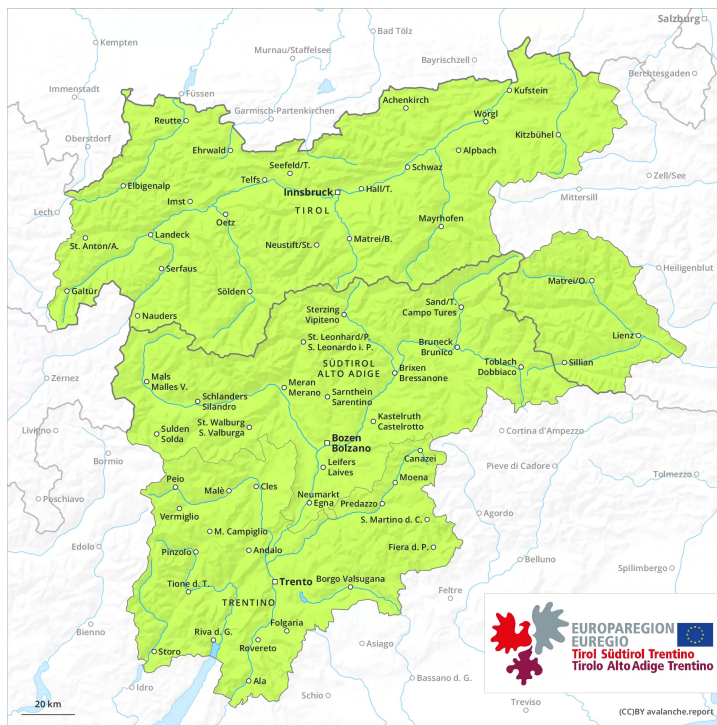 Salzburg
Kempten
Bad Tölz
Murnau/Staffelsee
Bayrischzell
Berchtesgaden
Immenstadt
Füssen
Kufstein
Achenkirch
Garmisch-Partenkirchen
Reutte
Wörgl
Oberstdorf
Kitzbühel
Ehrwald
Alpbach
Seefeld/T.
Schwaz
Telfs
Zell/See
Elbigenalp
Innsbruck
Hall/T.
Mittersill
Imst
TIROL
Lech
Oetz
Mayrhofen
Landeck
St. Anton/A.
Neustift/St.
Matrei/B.
Serfaus
Heiligenblut
Matrei/O.
Galtür
Sölden
Sand/T.
Campo Tures
Nauders
Sterzing
Vipiteno
Lienz
St. Leonhard/P.
S. Leonardo i. P.
Bruneck
Brunico
Toblach
Dobbiaco
Sillian
SÜDTIROL
ALTO ADIGE
Brixen
Bressanone
Zernez
Mals
Malles V.
Meran
Merano
Sarnthein
Sarentino
Schlanders
Silandro
Kastelruth
Castelrotto
St. Walburg
S. Valburga
Livigno
Sulden
Solda
Cortina d'Ampezzo
Bozen
Bolzano
Bormio
Canazei
Pieve di Cadore
Leifers
Laives
Tolmezzo
Peio
Moena
Malè
Cles
Poschiavo
Neumarkt
Egna
Predazzo
Vermiglio
Agordo
S. Martino d. C.
M. Campiglio
Edolo
Pinzolo
Andalo
Fiera d. P.
Belluno
Spilimbergo
Trento
Borgo Valsugana
Tione d. T.
Feltre
TRENTINO
Folgaria
Bienno
Riva d. G.
Rovereto
Asiago
Storo
Ala
Bassano d. G.
Idro
Schio
Treviso
EUROPAREGION
EUREGIO
Tirol Südtirol Trentino
Tirolo Alto Adige Trentino
20 km
(CC)BY avalanche.report